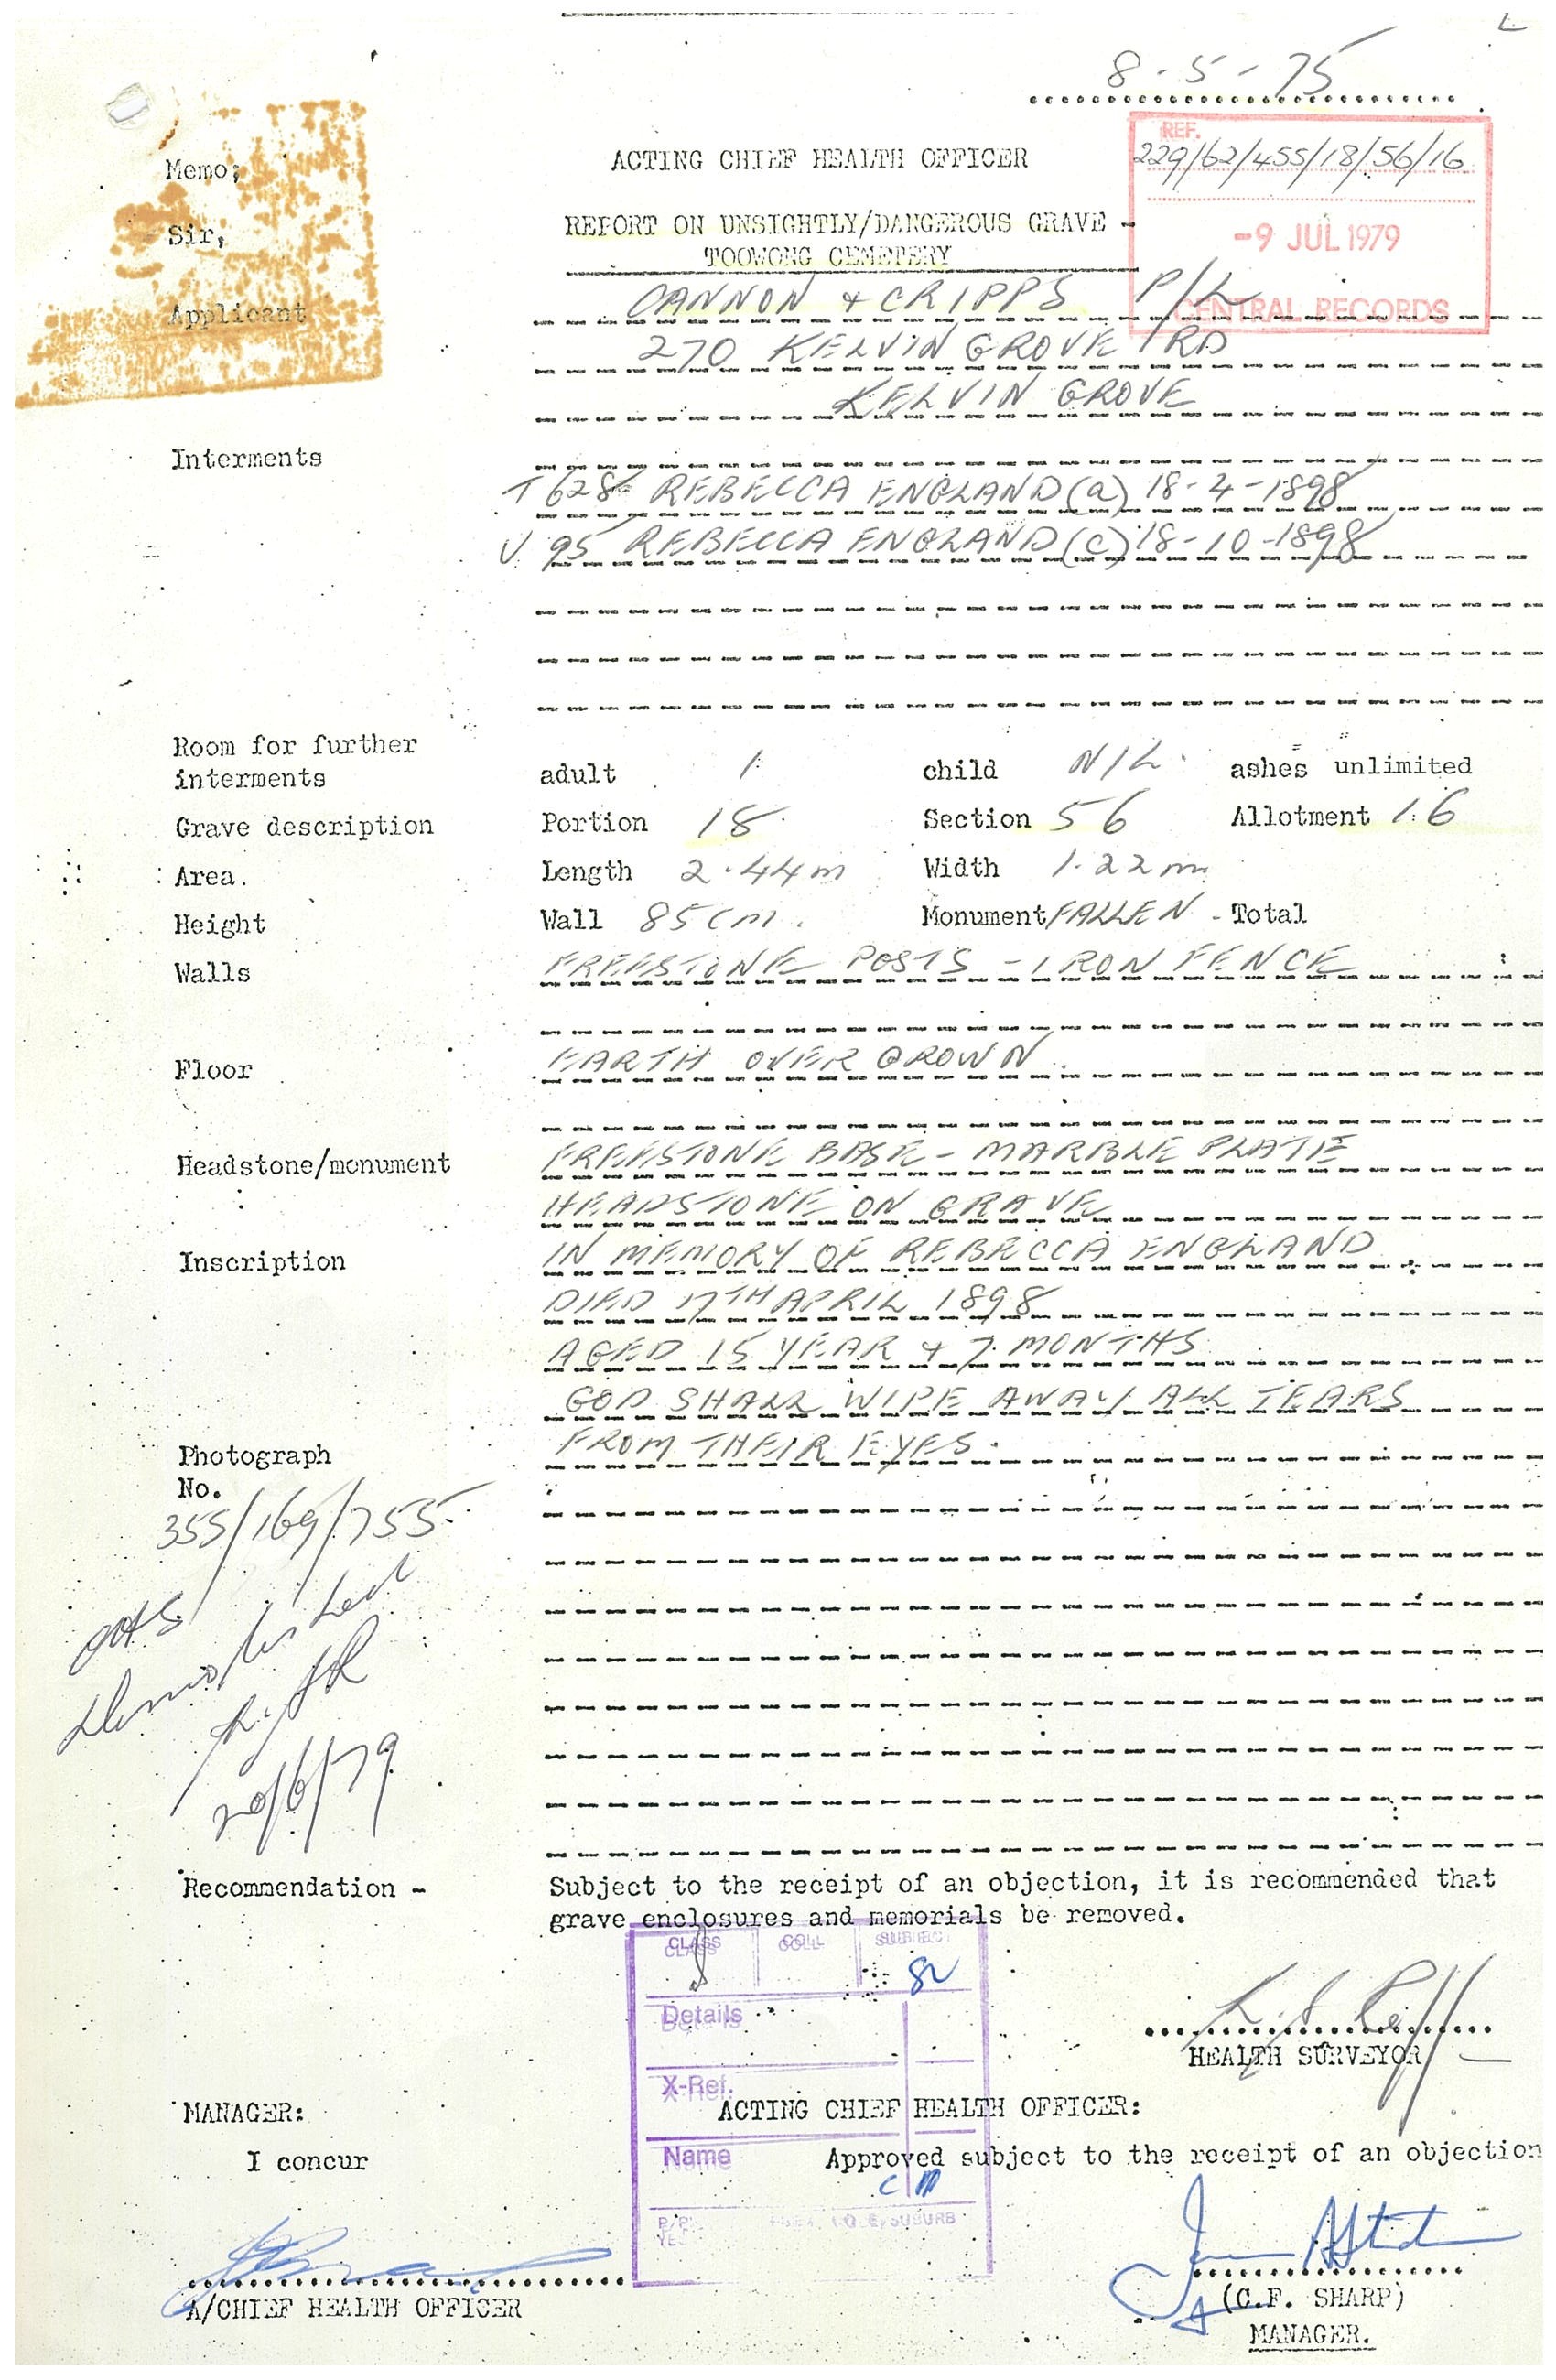 8-5-75
Memo;
ACTING CHIEF HEALTH OFFICER
REF.
229/62/455/18/56/16
Sir,
REPORT ON UNSIGHTLY/DANGEROUS GRAVE -
TOOWONG CEMETERY
-9 JUL 1979
CENTRAL RECORDS
Applicant
CANNON & CRIPPS P/L
270 KELVIN GROVE RD
KELVIN GROVE
Interments
T 628 REBECCA ENGLAND (a) 18-4-1898
V. 95 REBECCA ENGLAND (c) 18-10-1898
Room for further
interments
adult 1 child NIL. ashes unlimited
Grave description Portion 18 Section 56 Allotment 16
Area. Length 2.44m Width 1.22m
Height Wall 85cm. Monument FALLEN - Total
Walls FREESTONE POSTS - IRON FENCE
Floor EARTH OVER GROWN.
Headstone/monument FREESTONE BASE - MARBLE PLATE
HEADSTONE ON GRAVE
Inscription IN MEMORY OF REBECCA ENGLAND
DIED 17TH APRIL 1898
AGED 15 YEAR & 7 MONTHS
GOD SHALL WIPE AWAY ALL TEARS
FROM THEIR EYES.
Photograph
No.
355/169/755
Demolished
20/6/79
Recommendation - Subject to the receipt of an objection, it is recommended that
grave enclosures and memorials be removed.
CLASS COLL SUBJECT
Details
HEALTH SURVEYOR
X-Ref.
MANAGER: ACTING CHIEF HEALTH OFFICER:
Name
I concur Approved subject to the receipt of an objection
SUBURB
A/CHIEF HEALTH OFFICER
(C.F. SHARP)
MANAGER.